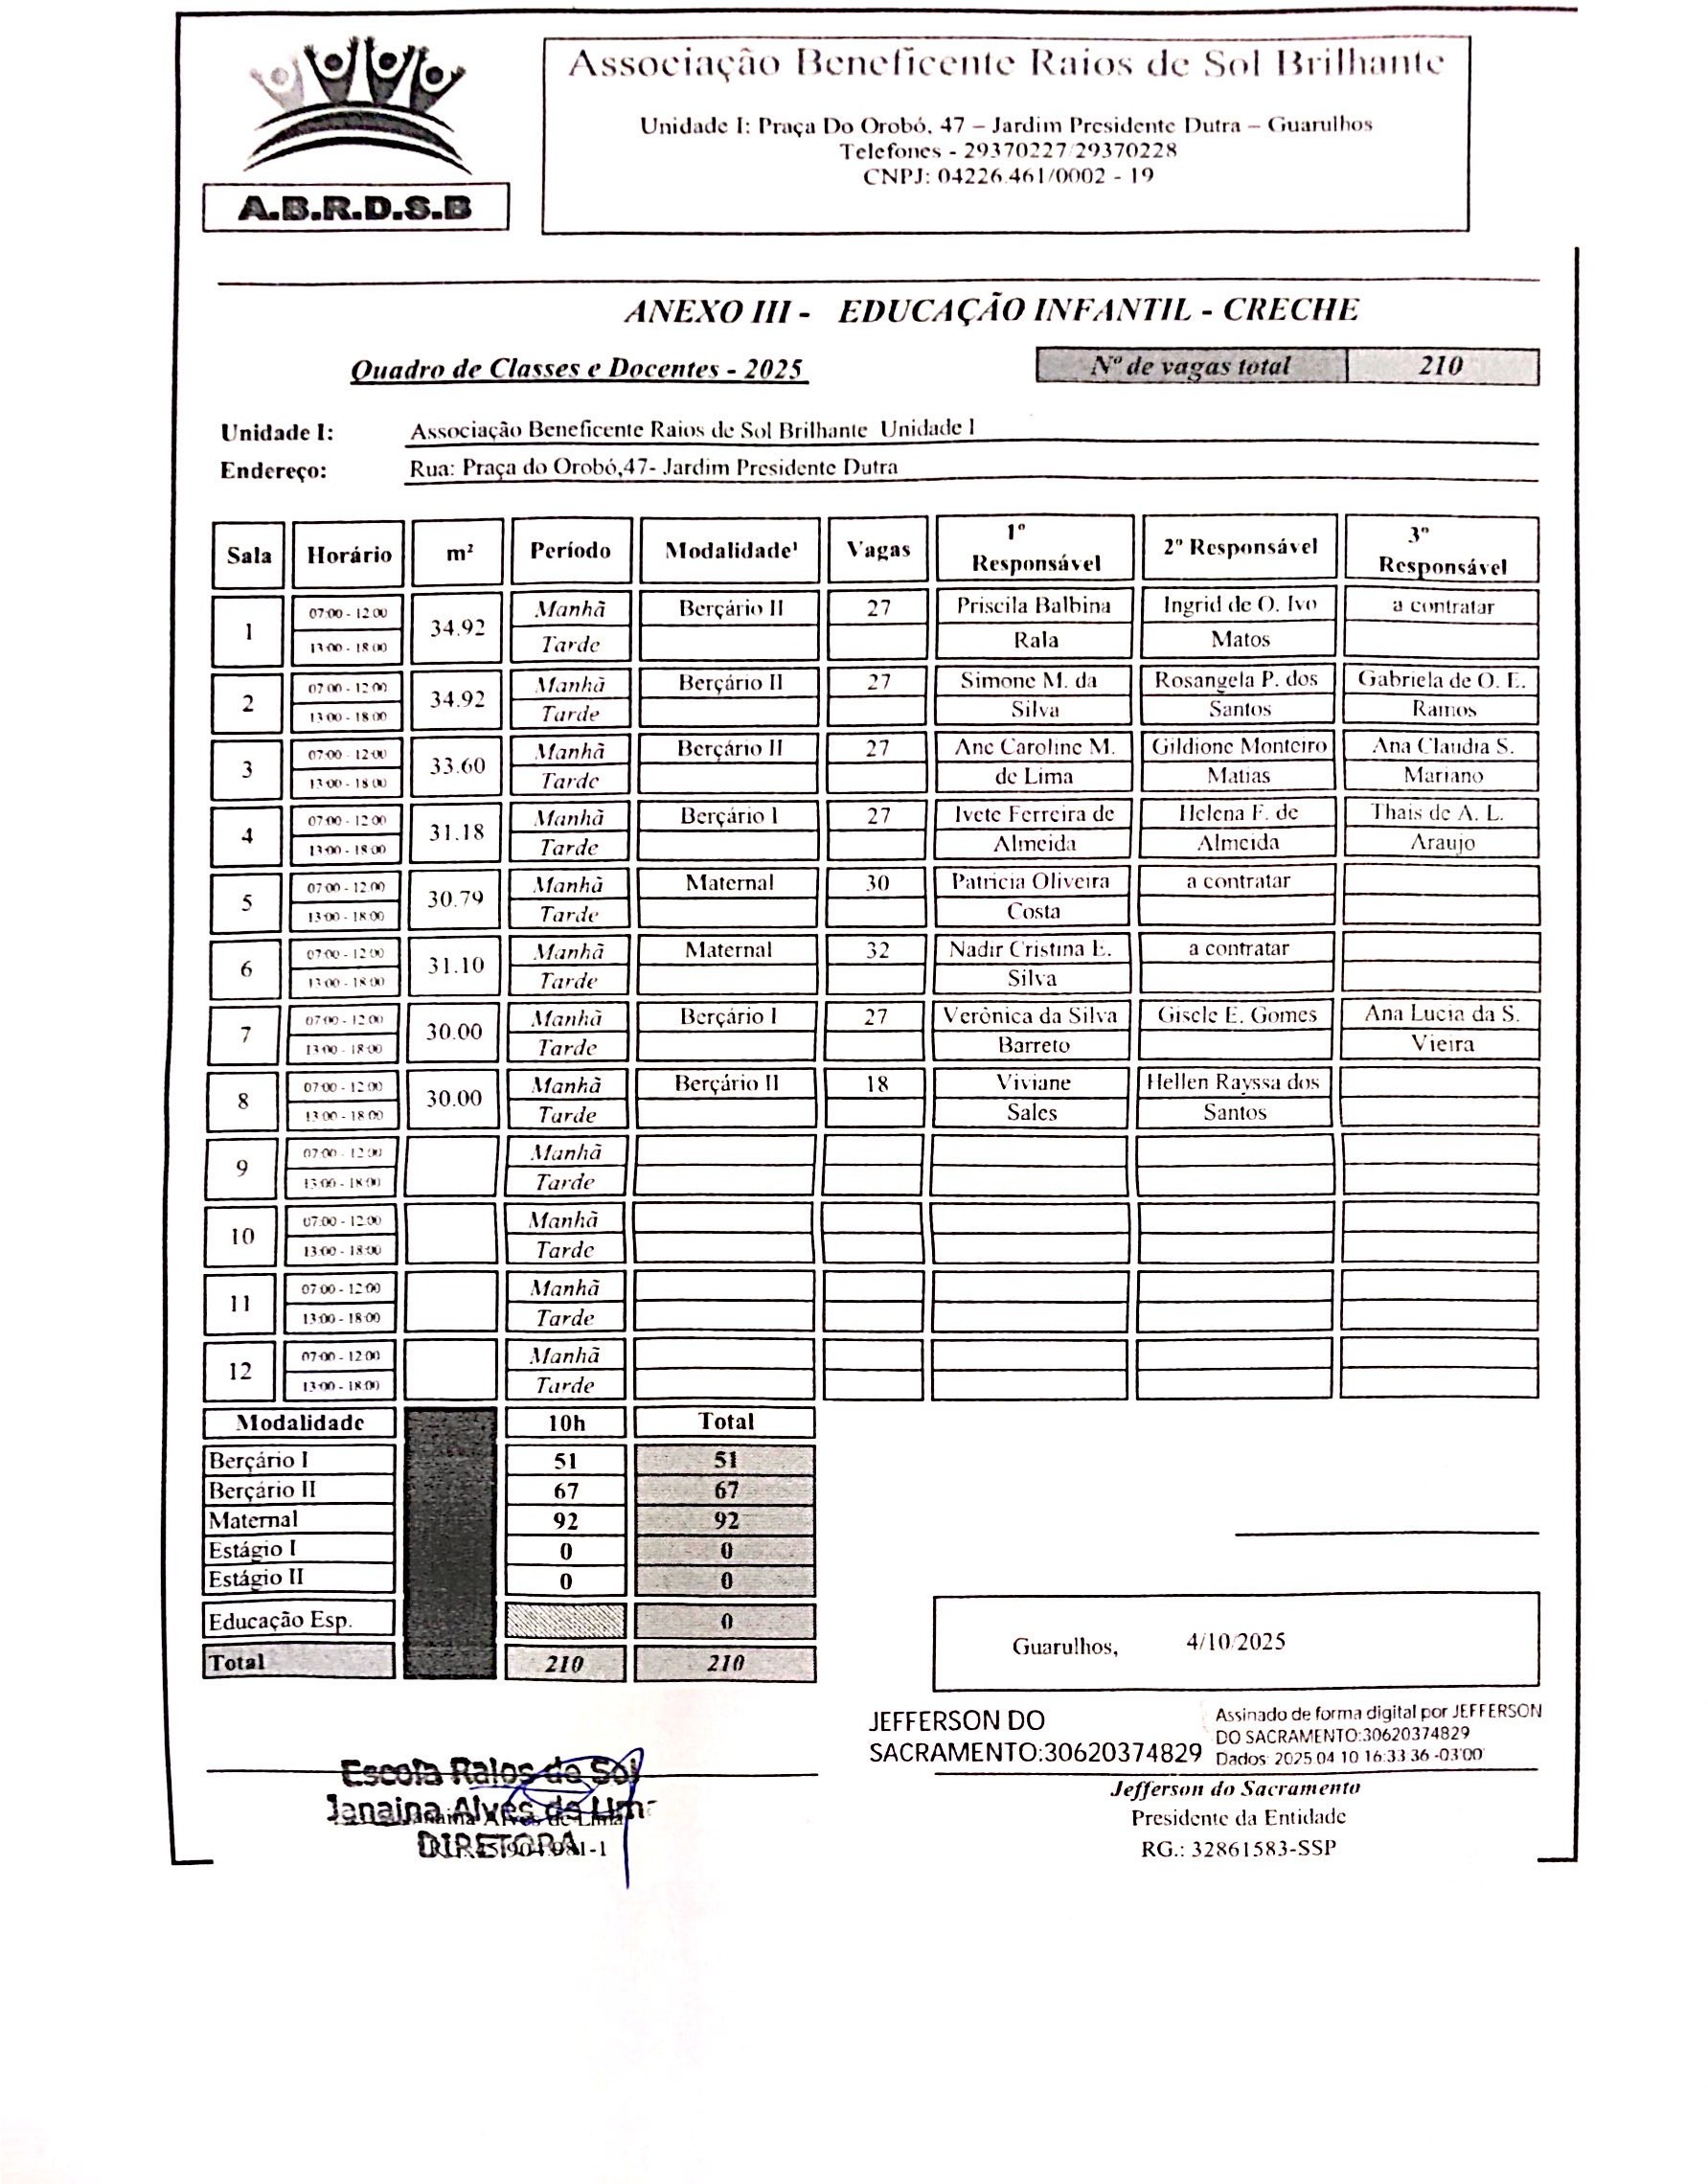 Associação Beneficente Raios de Sol Brilhante
Unidade I: Praça Do Orobó, 47 – Jardim Presidente Dutra – Guarulhos
Telefones - 29370227/29370228
CNPJ: 04226.461/0002 - 19
A.B.R.D.S.B
ANEXO III - EDUCAÇÃO INFANTIL - CRECHE
Quadro de Classes e Docentes - 2025 Nº de vagas total 210
Unidade I: Associação Beneficente Raios de Sol Brilhante Unidade I
Endereço: Rua: Praça do Orobó,47- Jardim Presidente Dutra
Sala Horário m² Período Modalidade¹ Vagas 1º Responsável 2º Responsável 3º Responsável
1 07:00 - 12:00 34.92 Manhã Berçário II 27 Priscila Balbina Ingrid de O. Ivo a contratar
13:00 - 18:00 Tarde Rala Matos
2 07:00 - 12:00 34.92 Manhã Berçário II 27 Simone M. da Rosangela P. dos Gabriela de O. E.
13:00 - 18:00 Tarde Silva Santos Ramos
3 07:00 - 12:00 33.60 Manhã Berçário II 27 Ane Caroline M. Gildione Monteiro Ana Claudia S.
13:00 - 18:00 Tarde de Lima Matias Mariano
4 07:00 - 12:00 31.18 Manhã Berçário I 27 Ivete Ferreira de Helena F. de Thais de A. L.
13:00 - 18:00 Tarde Almeida Almeida Araujo
5 07:00 - 12:00 30.79 Manhã Maternal 30 Patricia Oliveira a contratar
13:00 - 18:00 Tarde Costa
6 07:00 - 12:00 31.10 Manhã Maternal 32 Nadir Cristina E. a contratar
13:00 - 18:00 Tarde Silva
7 07:00 - 12:00 30.00 Manhã Berçário I 27 Verônica da Silva Gisele E. Gomes Ana Lucia da S.
13:00 - 18:00 Tarde Barreto Vieira
8 07:00 - 12:00 30.00 Manhã Berçário II 18 Viviane Hellen Rayssa dos
13:00 - 18:00 Tarde Sales Santos
9 07:00 - 12:00 Manhã
13:00 - 18:00 Tarde
10 07:00 - 12:00 Manhã
13:00 - 18:00 Tarde
11 07:00 - 12:00 Manhã
13:00 - 18:00 Tarde
12 07:00 - 12:00 Manhã
13:00 - 18:00 Tarde
Modalidade 10h Total
Berçário I 51 51
Berçário II 67 67
Maternal 92 92
Estágio I 0 0
Estágio II 0 0
Educação Esp. 0
Total 210 210
Guarulhos, 4/10/2025
JEFFERSON DO
SACRAMENTO:30620374829
Assinado de forma digital por JEFFERSON
DO SACRAMENTO:30620374829
Dados: 2025.04.10 16:33:36 -03'00'
Escola Raios de Sol
Janaina Alves de Lima
DIRETORA
Jefferson do Sacramento
Presidente da Entidade
RG.: 32861583-SSP